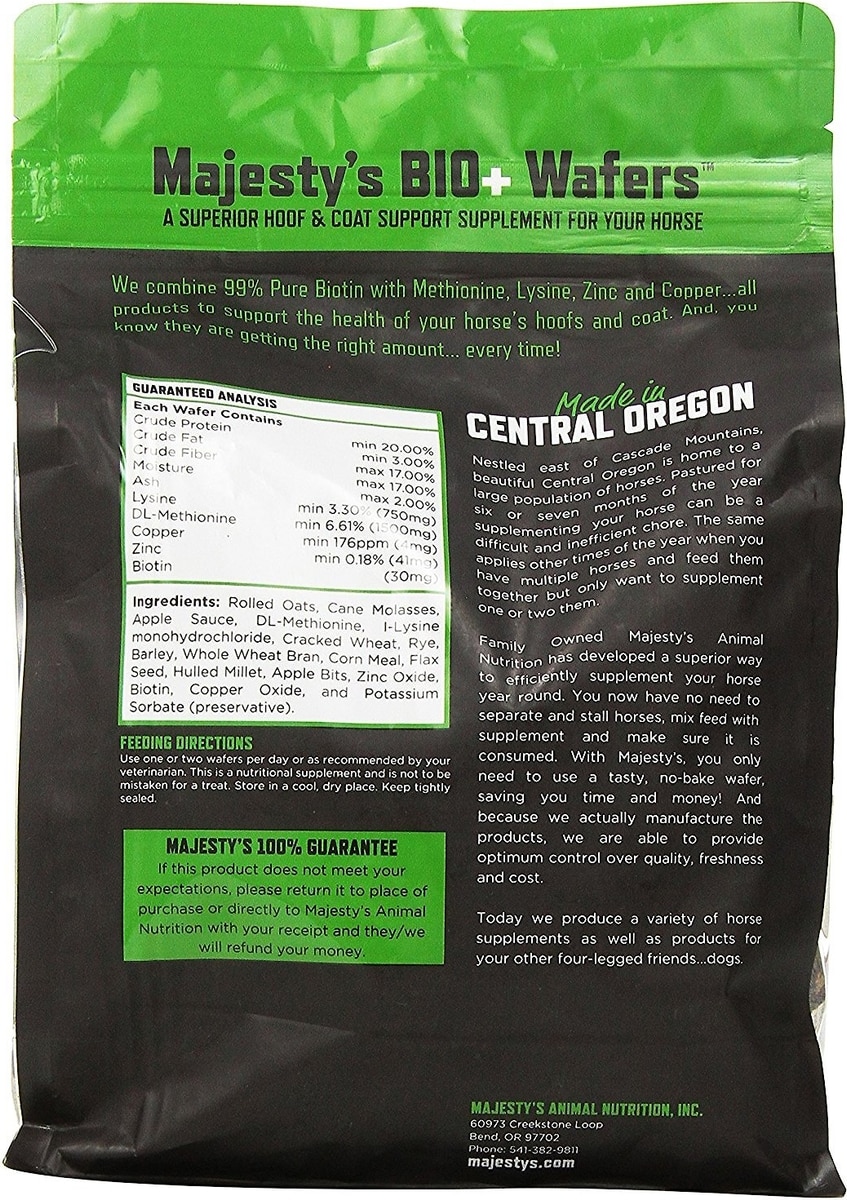 Majesty's BIO+ Wafers™
A SUPERIOR HOOF & COAT SUPPORT SUPPLEMENT FOR YOUR HORSE
We combine 99% Pure Biotin with Methionine, Lysine, Zinc and Copper...all
products to support the health of your horse's hoofs and coat. And, you
know they are getting the right amount... every time!
GUARANTEED ANALYSIS
Each Wafer Contains
Crude Protein min 20.00%
Crude Fat min 3.00%
Crude Fiber max 17.00%
Moisture max 17.00%
Ash max 2.00%
Lysine min 3.30% (750mg)
DL-Methionine min 6.61% (1500mg)
Copper min 176ppm (4mg)
Zinc min 0.18% (41mg)
Biotin (30mg)
Ingredients: Rolled Oats, Cane Molasses,
Apple Sauce, DL-Methionine, l-Lysine
monohydrochloride, Cracked Wheat, Rye,
Barley, Whole Wheat Bran, Corn Meal, Flax
Seed, Hulled Millet, Apple Bits, Zinc Oxide,
Biotin, Copper Oxide, and Potassium
Sorbate (preservative).
FEEDING DIRECTIONS
Use one or two wafers per day or as recommended by your
veterinarian. This is a nutritional supplement and is not to be
mistaken for a treat. Store in a cool, dry place. Keep tightly
sealed.
MAJESTY'S 100% GUARANTEE
If this product does not meet your
expectations, please return it to place of
purchase or directly to Majesty's Animal
Nutrition with your receipt and they/we
will refund your money.
Made in
CENTRAL OREGON
Nestled east of Cascade Mountains,
beautiful Central Oregon is home to a
large population of horses. Pastured for
six or seven months of the year
supplementing your horse can be a
difficult and inefficient chore. The same
applies other times of the year when you
have multiple horses and feed them
together but only want to supplement
one or two them.
Family Owned Majesty's Animal
Nutrition has developed a superior way
to efficiently supplement your horse
year round. You now have no need to
separate and stall horses, mix feed with
supplement and make sure it is
consumed. With Majesty's, you only
need to use a tasty, no-bake wafer,
saving you time and money! And
because we actually manufacture the
products, we are able to provide
optimum control over quality, freshness
and cost.
Today we produce a variety of horse
supplements as well as products for
your other four-legged friends...dogs.
MAJESTY'S ANIMAL NUTRITION, INC.
60973 Creekstone Loop
Bend, OR 97702
Phone: 541-382-9811
majestys.com